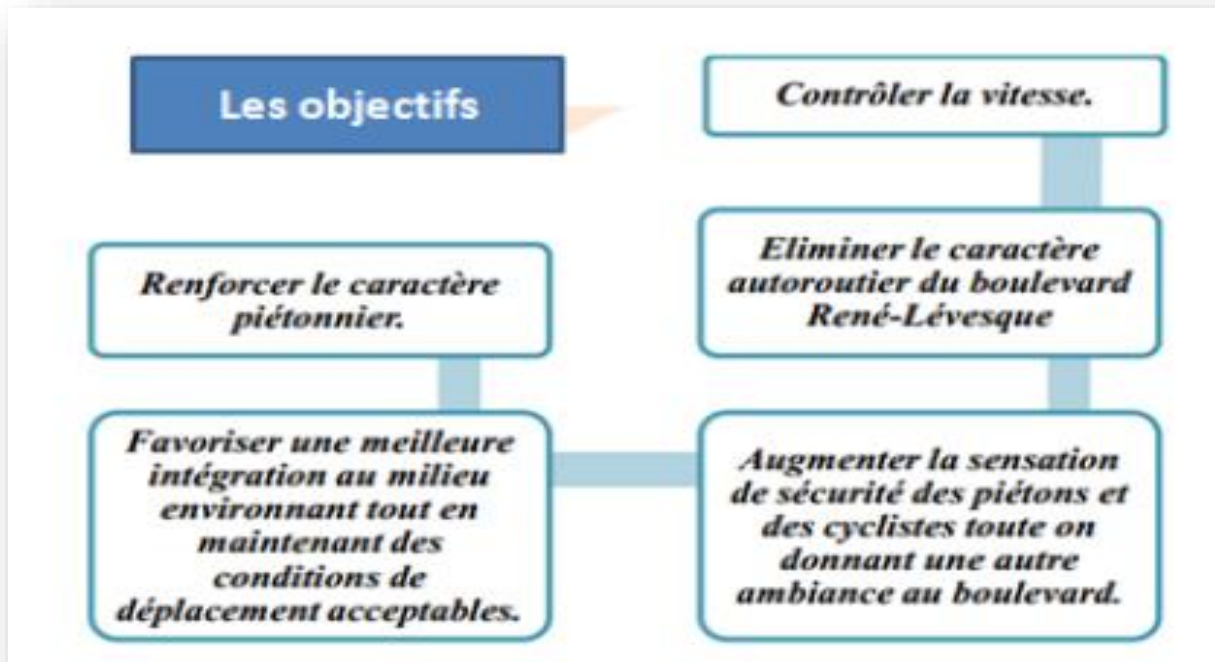 Les objectifs
Contrôler la vitesse.
Eliminer le caractère
autoroutier du boulevard
René-Lévesque
Augmenter la sensation
de sécurité des piétons et
des cyclistes toute on
donnant une autre
ambiance au boulevard.
Favoriser une meilleure
intégration au milieu
environnant tout en
maintenant des
conditions de
déplacement acceptables.
Renforcer le caractère
piétonnier.